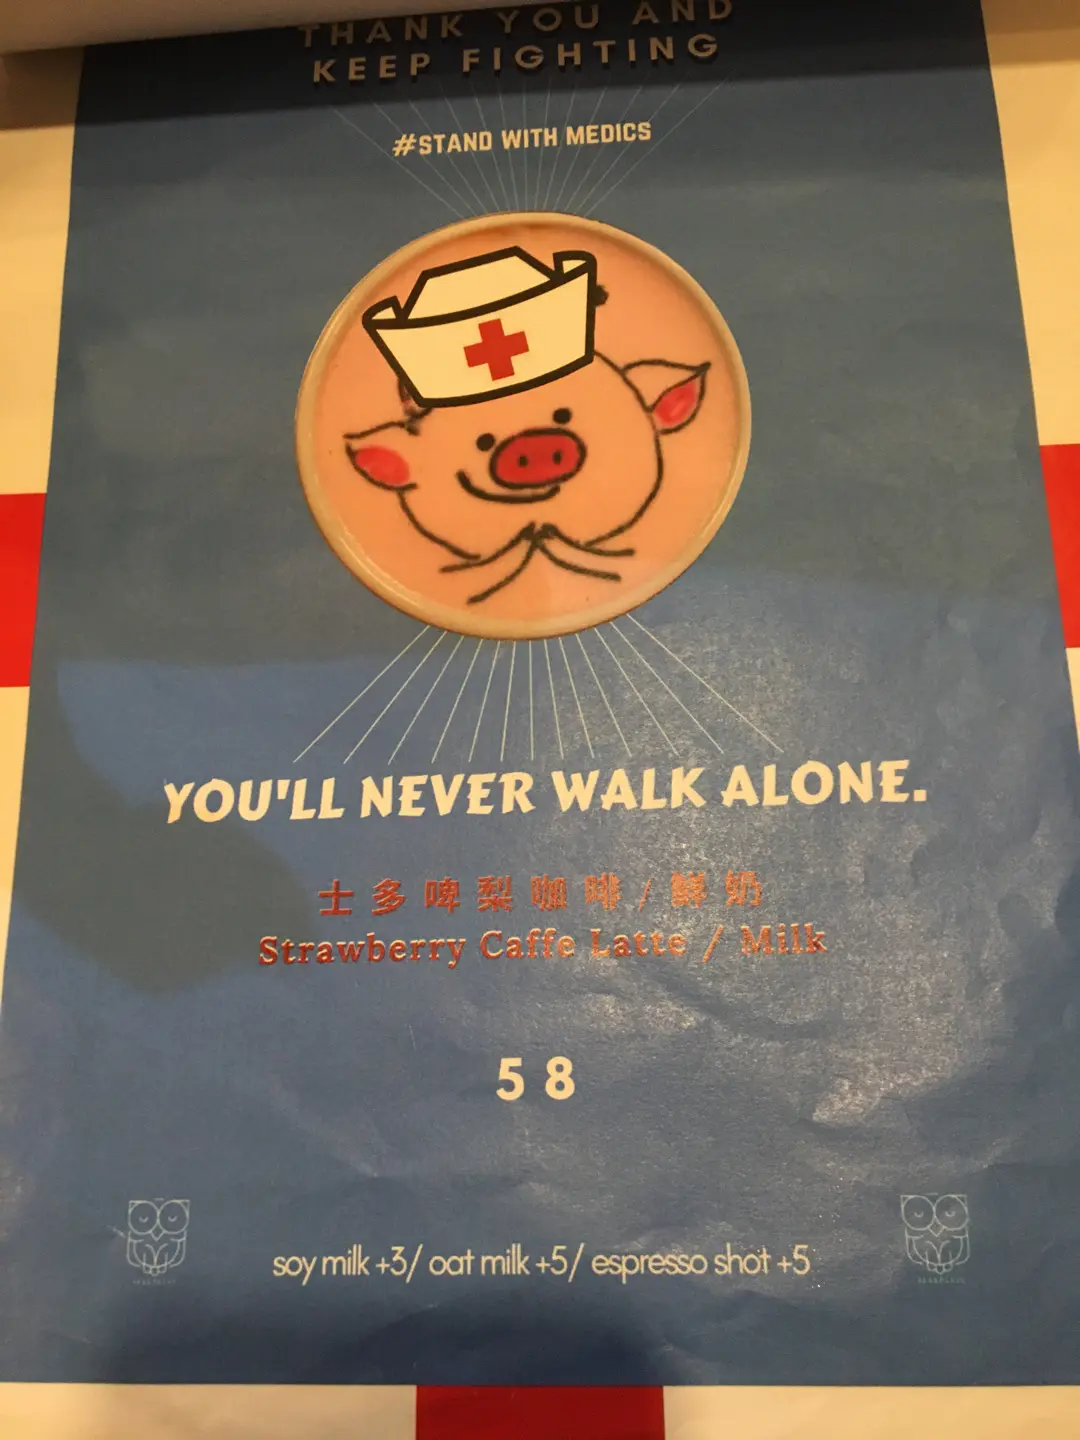 THANK YOU AND
KEEP FIGHTING
#STAND WITH MEDICS
YOU'LL NEVER WALK ALONE.
士多啤梨咖啡/鮮奶
Strawberry Caffe Latte / Milk
58
soy milk +3/ oat milk +5/ espresso shot +5